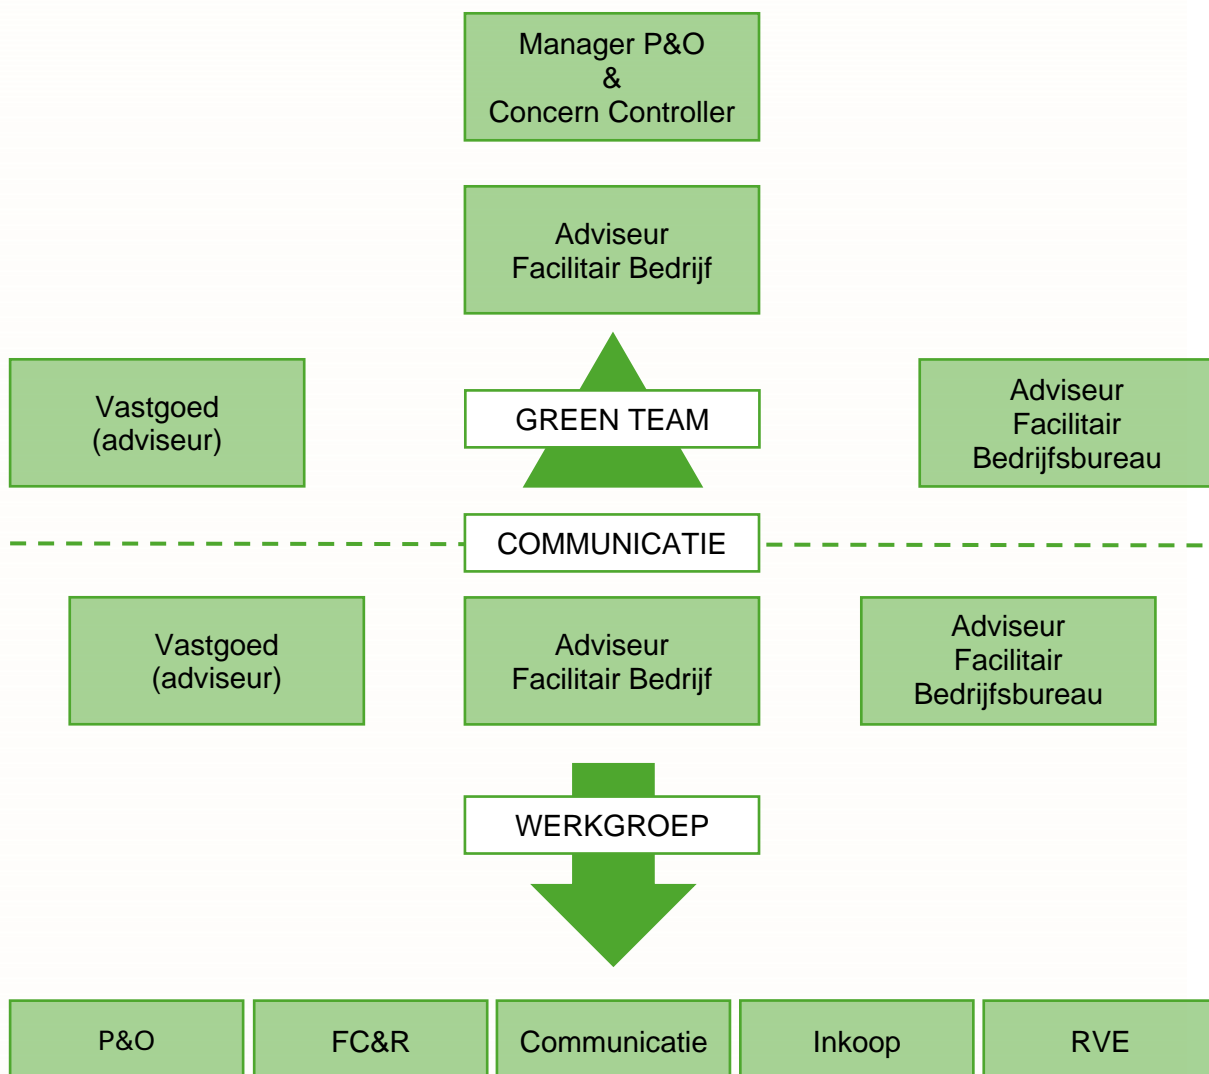 Manager P&O
&
Concern Controller
Adviseur
Facilitair Bedrijf
Vastgoed
(adviseur)
GREEN TEAM
Adviseur
Facilitair
Bedrijfsbureau
COMMUNICATIE
Vastgoed
(adviseur)
Adviseur
Facilitair Bedrijf
Adviseur
Facilitair
Bedrijfsbureau
WERKGROEP
P&O
FC&R
Communicatie
Inkoop
RVE